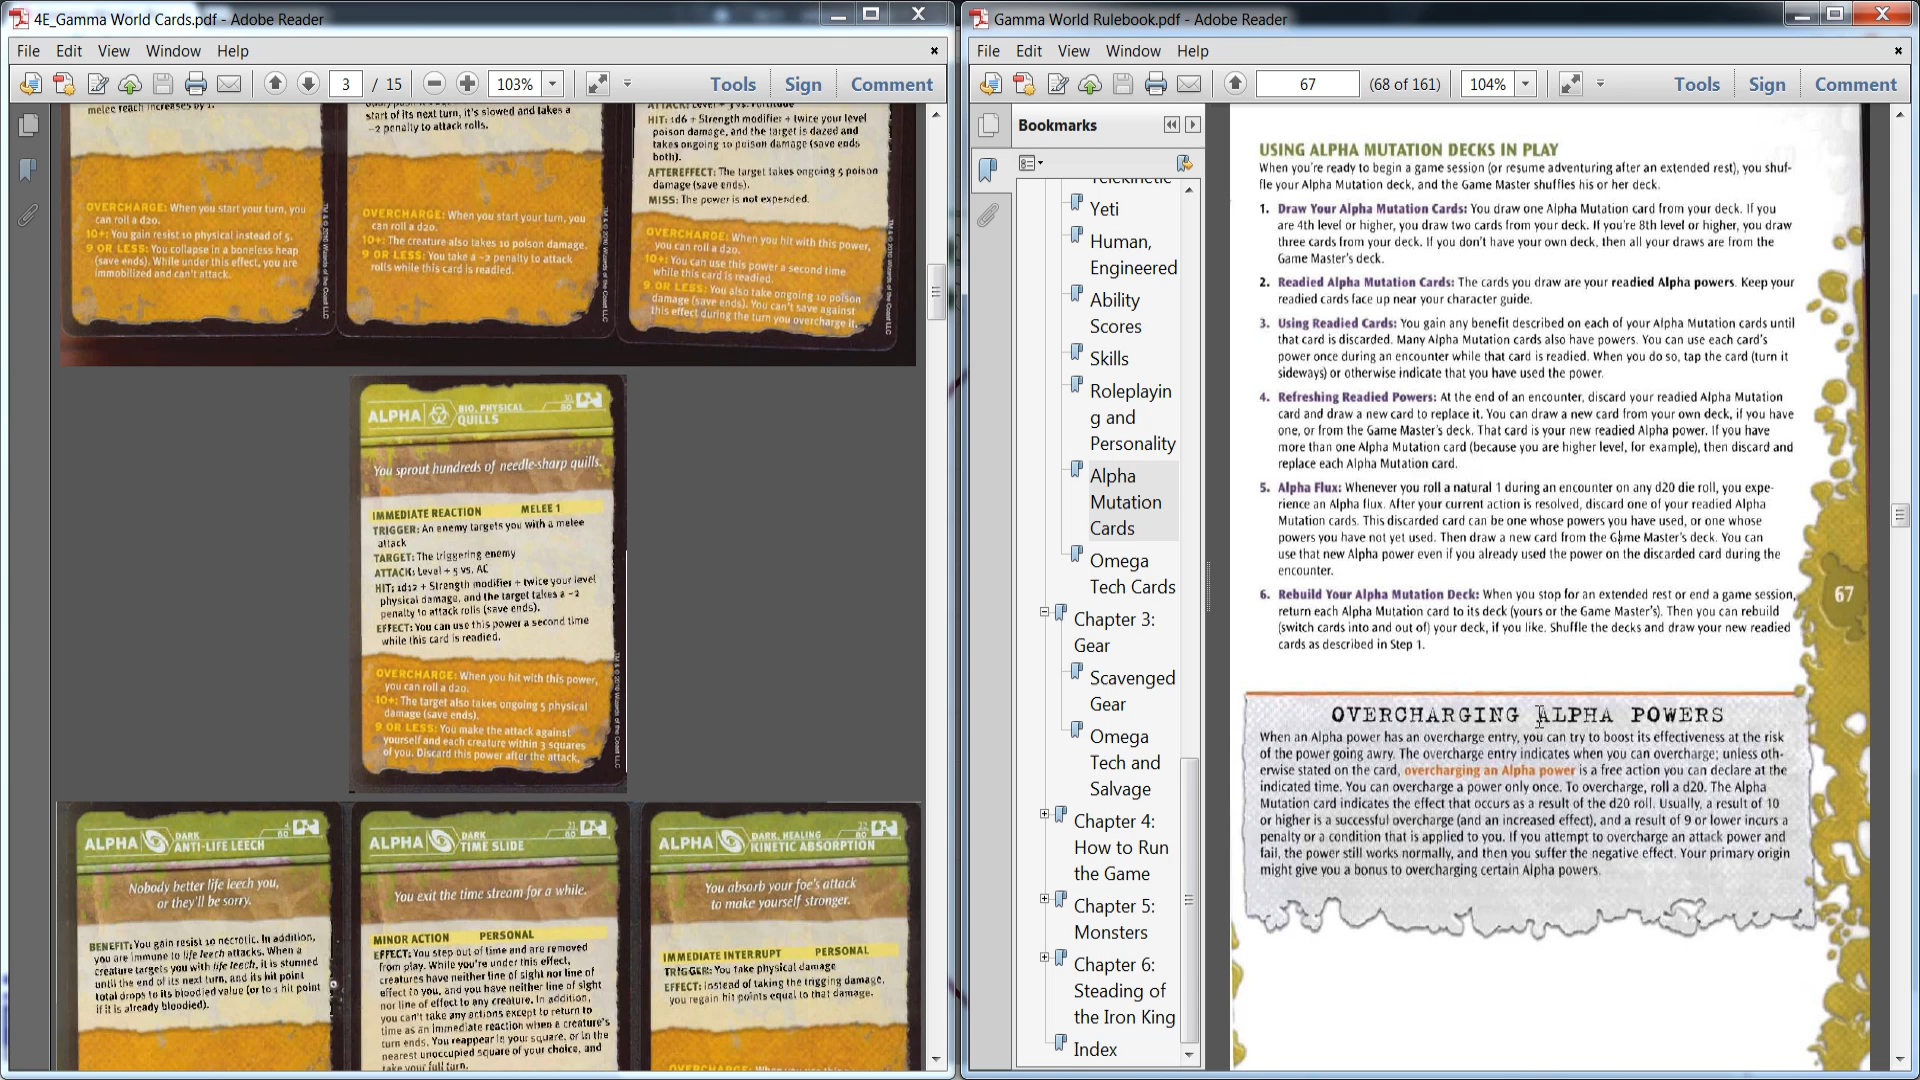 4E_Gamma World Cards.pdf - Adobe Reader
File Edit View Window Help
3 / 15 103% Tools Sign Comment
melee reach increases by 1.
start of its next turn, it's slowed and takes a
-2 penalty to attack rolls.
HIT: 1d6 + Strength modifier + twice your level
poison damage, and the target is dazed and
takes ongoing 10 poison damage (save ends
both).
AFTEREFFECT: The target takes ongoing 5 poison
damage (save ends).
MISS: The power is not expended.
OVERCHARGE: When you start your turn, you
can roll a d20.
10+: You gain resist 10 physical instead of 5.
9 OR LESS: You collapse in a boneless heap
(save ends). While under this effect, you are
immobilized and can't attack.
TM & © 2010 Wizards of the Coast LLC
OVERCHARGE: When you start your turn, you
can roll a d20.
10+: The creature also takes 10 poison damage.
9 OR LESS: You take a -2 penalty to attack
rolls while this card is readied.
TM & © 2010 Wizards of the Coast LLC
OVERCHARGE: When you hit with this power,
you can roll a d20.
10+: You can use this power a second time
while this card is readied.
9 OR LESS: You also take ongoing 10 poison
damage (save ends). You can't save against
this effect during the turn you overcharge it.
TM & © 2010 Wizards of the Coast LLC
ALPHA BIO, PHYSICAL
QUILLS
You sprout hundreds of needle-sharp quills.
IMMEDIATE REACTION MELEE 1
TRIGGER: An enemy targets you with a melee
attack
TARGET: The triggering enemy
ATTACK: Level + 5 vs. AC
HIT: 1d12 + Strength modifier + twice your level
physical damage, and the target takes a -2
penalty to attack rolls (save ends).
EFFECT: You can use this power a second time
while this card is readied.
OVERCHARGE: When you hit with this power,
you can roll a d20.
10+: The target also takes ongoing 5 physical
damage (save ends).
9 OR LESS: You make the attack against
yourself and each creature within 3 squares
of you. Discard this power after the attack.
TM & © 2010 Wizards of the Coast LLC
ALPHA DARK
ANTI-LIFE LEECH
Nobody better life leech you,
or they'll be sorry.
BENEFIT: You gain resist 10 necrotic. In addition,
you are immune to life leech attacks. When a
creature targets you with life leech, it is stunned
until the end of its next turn, and its hit point
total drops to its bloodied value (or to 1 hit point
if it is already bloodied).
ALPHA DARK
TIME SLIDE
You exit the time stream for a while.
MINOR ACTION PERSONAL
EFFECT: You step out of time and are removed
from play. While you're under this effect,
creatures have neither line of sight nor line of
effect to you, and you have neither line of sight
nor line of effect to any creature. In addition,
you can't take any actions except to return to
time as an immediate reaction when a creature's
turn ends. You reappear in your square, or in the
nearest unoccupied square of your choice, and
take your full turn.
ALPHA DARK, HEALING
KINETIC ABSORPTION
You absorb your foe's attack
to make yourself stronger.
IMMEDIATE INTERRUPT PERSONAL
TRIGGER: You take physical damage
EFFECT: Instead of taking the trigging damage,
you regain hit points equal to that damage.
Gamma World Rulebook.pdf - Adobe Reader
File Edit View Window Help
67 (68 of 161) 104% Tools Sign Comment
Bookmarks
Telekinetic
Yeti
Human,
Engineered
Ability
Scores
Skills
Roleplayin
g and
Personality
Alpha
Mutation
Cards
Omega
Tech Cards
Chapter 3:
Gear
Scavenged
Gear
Omega
Tech and
Salvage
Chapter 4:
How to Run
the Game
Chapter 5:
Monsters
Chapter 6:
Steading of
the Iron King
Index
USING ALPHA MUTATION DECKS IN PLAY
When you're ready to begin a game session (or resume adventuring after an extended rest), you shuf-
fle your Alpha Mutation deck, and the Game Master shuffles his or her deck.
1. Draw Your Alpha Mutation Cards: You draw one Alpha Mutation card from your deck. If you
are 4th level or higher, you draw two cards from your deck. If you're 8th level or higher, you draw
three cards from your deck. If you don't have your own deck, then all your draws are from the
Game Master's deck.
2. Readied Alpha Mutation Cards: The cards you draw are your readied Alpha powers. Keep your
readied cards face up near your character guide.
3. Using Readied Cards: You gain any benefit described on each of your Alpha Mutation cards until
that card is discarded. Many Alpha Mutation cards also have powers. You can use each card's
power once during an encounter while that card is readied. When you do so, tap the card (turn it
sideways) or otherwise indicate that you have used the power.
4. Refreshing Readied Powers: At the end of an encounter, discard your readied Alpha Mutation
card and draw a new card to replace it. You can draw a new card from your own deck, if you have
one, or from the Game Master's deck. That card is your new readied Alpha power. If you have
more than one Alpha Mutation card (because you are higher level, for example), then discard and
replace each Alpha Mutation card.
5. Alpha Flux: Whenever you roll a natural 1 during an encounter on any d20 die roll, you expe-
rience an Alpha flux. After your current action is resolved, discard one of your readied Alpha
Mutation cards. This discarded card can be one whose powers you have used, or one whose
powers you have not yet used. Then draw a new card from the Game Master's deck. You can
use that new Alpha power even if you already used the power on the discarded card during the
encounter.
6. Rebuild Your Alpha Mutation Deck: When you stop for an extended rest or end a game session,
return each Alpha Mutation card to its deck (yours or the Game Master's). Then you can rebuild
(switch cards into and out of) your deck, if you like. Shuffle the decks and draw your new readied
cards as described in Step 1.
67
OVERCHARGING ALPHA POWERS
When an Alpha power has an overcharge entry, you can try to boost its effectiveness at the risk
of the power going awry. The overcharge entry indicates when you can overcharge; unless oth-
erwise stated on the card, overcharging an Alpha power is a free action you can declare at the
indicated time. You can overcharge a power only once. To overcharge, roll a d20. The Alpha
Mutation card indicates the effect that occurs as a result of the d20 roll. Usually, a result of 10
or higher is a successful overcharge (and an increased effect), and a result of 9 or lower incurs a
penalty or a condition that is applied to you. If you attempt to overcharge an attack power and
fail, the power still works normally, and then you suffer the negative effect. Your primary origin
might give you a bonus to overcharging certain Alpha powers.